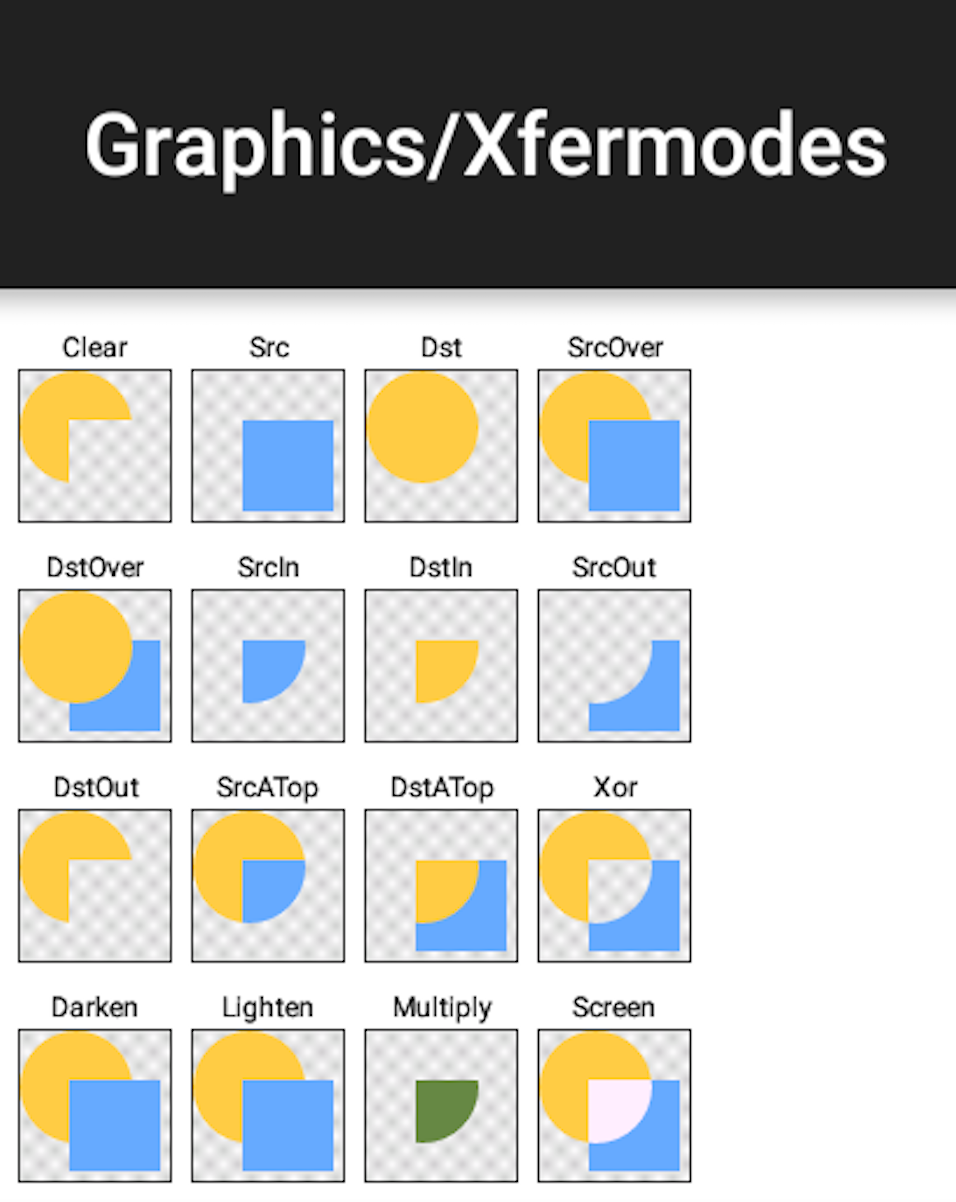 Graphics/Xfermodes
Clear Src Dst SrcOver
DstOver SrcIn DstIn SrcOut
DstOut SrcATop DstATop Xor
Darken Lighten Multiply Screen